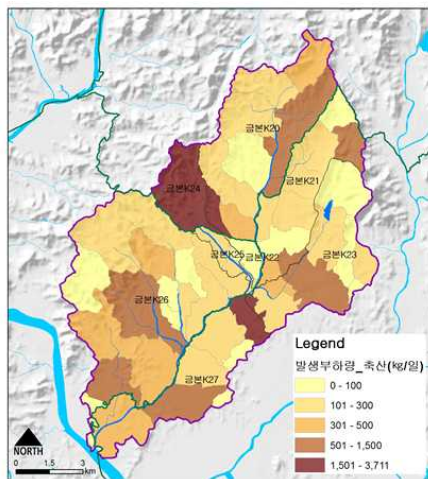 금본K20
금본K24
금본K21
금본K25
금본K22
금본K23
금본K26
금본K27
Legend
발생부하량_축산(kg/일)
0 - 100
101 - 300
301 - 500
501 - 1,500
1,501 - 3,711
NORTH
0 1.5 3
km